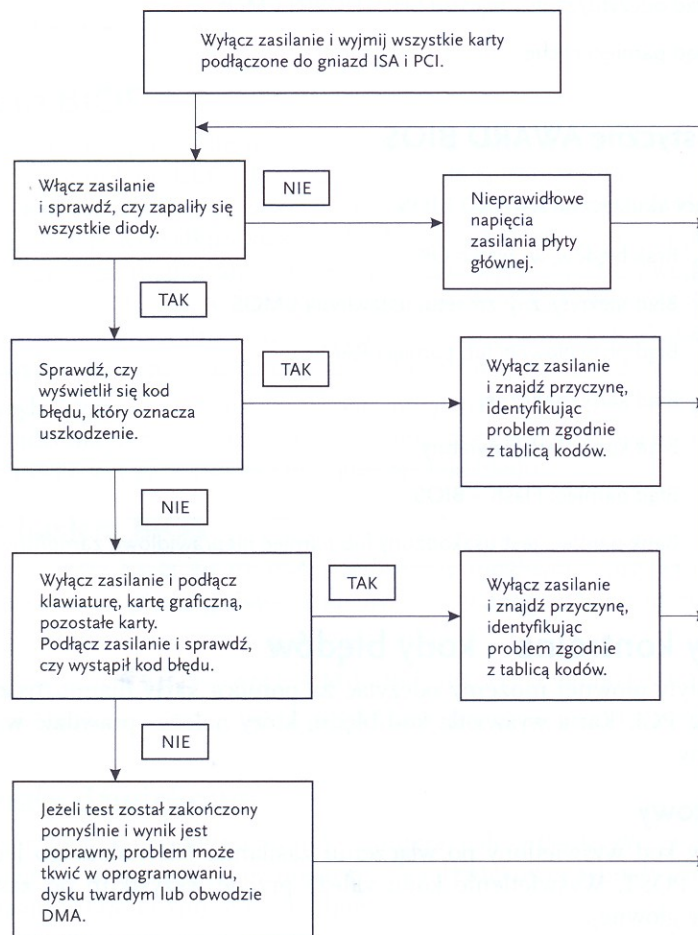 Wyłącz zasilanie i wyjmij wszystkie karty
podłączone do gniazd ISA i PCI.
Włącz zasilanie
i sprawdź, czy zapaliły się
wszystkie diody.
NIE
Nieprawidłowe
napięcia
zasilania płyty
głównej.
TAK
Sprawdź, czy
wyświetlił się kod
błędu, który oznacza
uszkodzenie.
TAK
Wyłącz zasilanie
i znajdź przyczynę,
identyfikując
problem zgodnie
z tablicą kodów.
NIE
Wyłącz zasilanie i podłącz
klawiaturę, kartę graficzną,
pozostałe karty.
Podłącz zasilanie i sprawdź,
czy wystąpił kod błędu.
TAK
Wyłącz zasilanie
i znajdź przyczynę,
identyfikując
problem zgodnie
z tablicą kodów.
NIE
Jeżeli test został zakończony
pomyślnie i wynik jest
poprawny, problem może
tkwić w oprogramowaniu,
dysku twardym lub obwodzie
DMA.